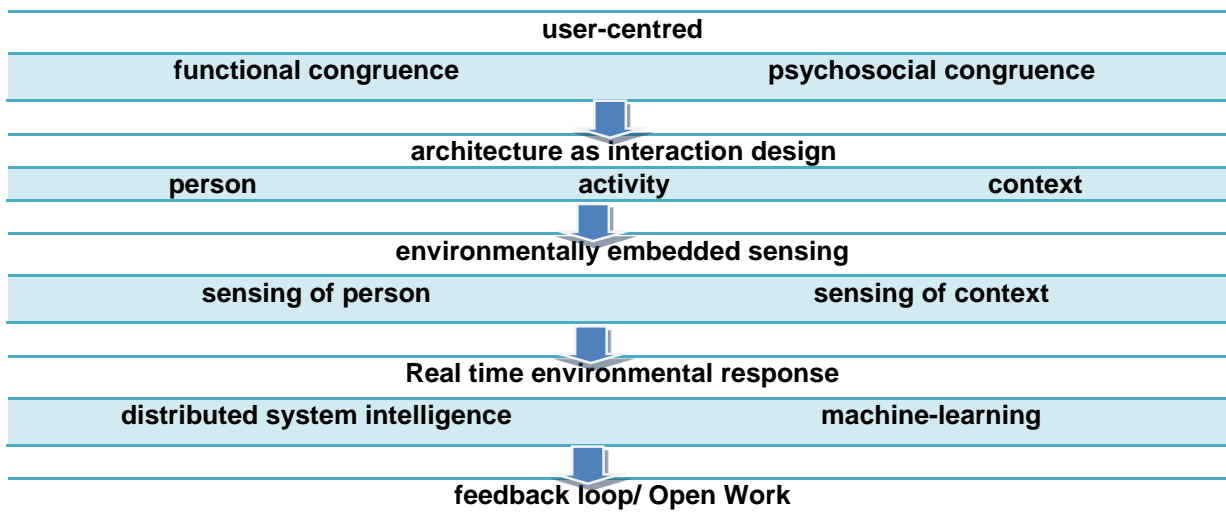 user-centred
functional congruence psychosocial congruence
architecture as interaction design
person activity context
environmentally embedded sensing
sensing of person sensing of context
Real time environmental response
distributed system intelligence machine-learning
feedback loop/ Open Work